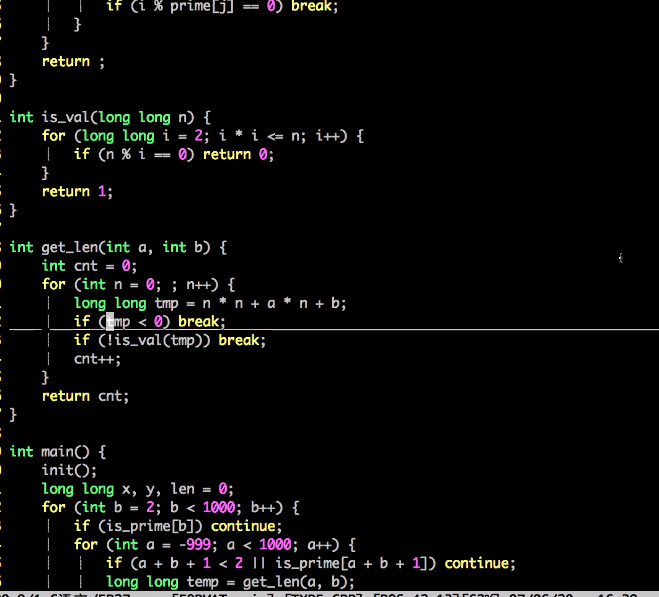 if (i % prime[j] == 0) break;
}
}
return ;
}
int is_val(long long n) {
for (long long i = 2; i * i <= n; i++) {
if (n % i == 0) return 0;
}
return 1;
}
int get_len(int a, int b) {
int cnt = 0;
for (int n = 0; ; n++) {
long long tmp = n * n + a * n + b;
if (tmp < 0) break;
if (!is_val(tmp)) break;
cnt++;
}
return cnt;
}
int main() {
init();
long long x, y, len = 0;
for (int b = 2; b < 1000; b++) {
if (is_prime[b]) continue;
for (int a = -999; a < 1000; a++) {
if (a + b + 1 < 2 || is_prime[a + b + 1]) continue;
long long temp = get_len(a, b);